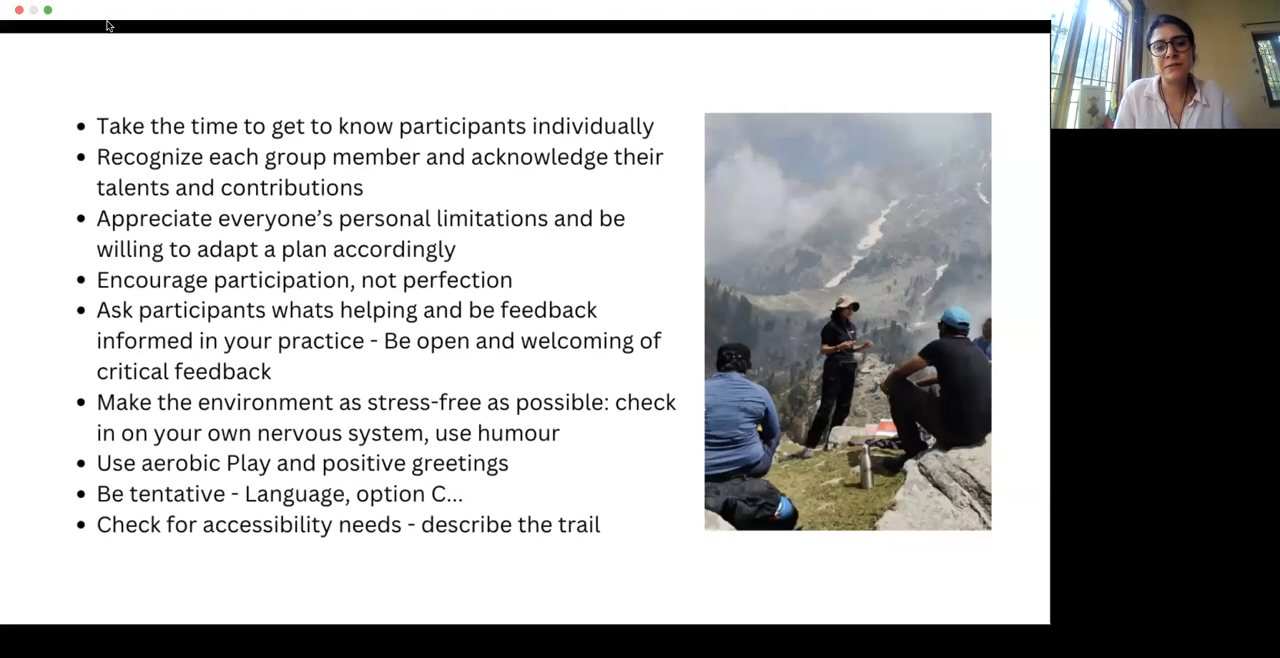 • Take the time to get to know participants individually
• Recognize each group member and acknowledge their
talents and contributions
• Appreciate everyone’s personal limitations and be
willing to adapt a plan accordingly
• Encourage participation, not perfection
• Ask participants whats helping and be feedback
informed in your practice - Be open and welcoming of
critical feedback
• Make the environment as stress-free as possible: check
in on your own nervous system, use humour
• Use aerobic Play and positive greetings
• Be tentative - Language, option C...
• Check for accessibility needs - describe the trail